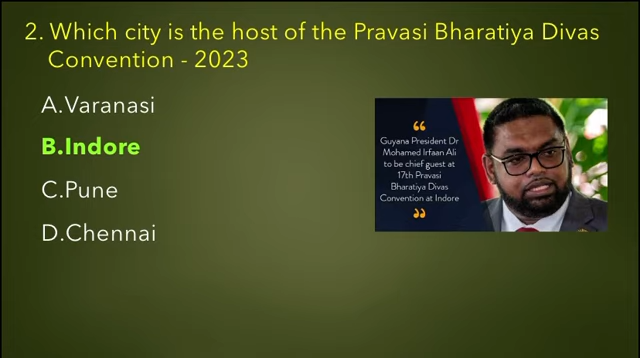 2. Which city is the host of the Pravasi Bharatiya Divas
Convention - 2023
A.Varanasi
B.Indore
C.Pune
D.Chennai
“
Guyana President Dr
Mohamed Irfaan Ali
to be chief guest at
17th Pravasi
Bharatiya Divas
Convention at Indore
”